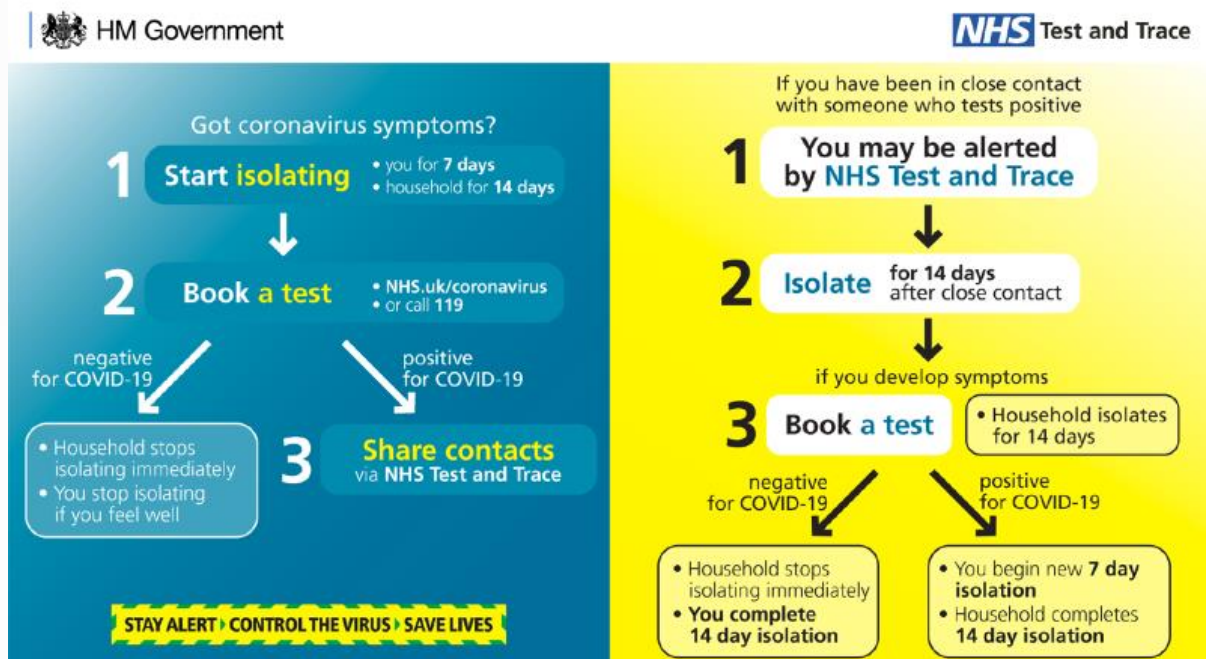 HM Government
NHS Test and Trace
Got coronavirus symptoms?
1
Start isolating
• you for 7 days
• household for 14 days
2
Book a test
• NHS.uk/coronavirus
• or call 119
negative
for COVID-19
positive
for COVID-19
• Household stops
isolating immediately
• You stop isolating
if you feel well
3
Share contacts
via NHS Test and Trace
STAY ALERT CONTROL THE VIRUS SAVE LIVES
If you have been in close contact
with someone who tests positive
1
You may be alerted
by NHS Test and Trace
2
Isolate
for 14 days
after close contact
if you develop symptoms
3
Book a test
• Household isolates
for 14 days
negative
for COVID-19
positive
for COVID-19
• Household stops
isolating immediately
• You complete
14 day isolation
• You begin new 7 day
isolation
• Household completes
14 day isolation